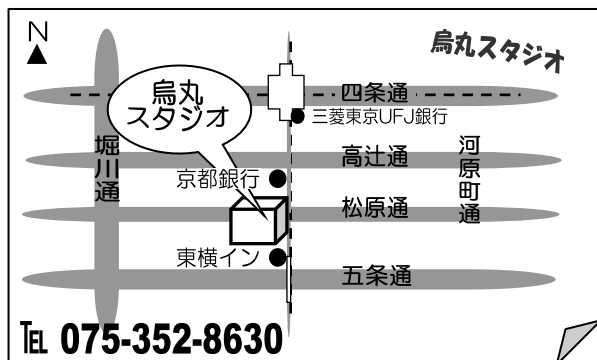 N
烏丸スタジオ
烏丸
スタジオ
四条通
三菱東京UFJ銀行
堀川通
高辻通
河原町通
京都銀行
松原通
東横イン
五条通
TEL 075-352-8630